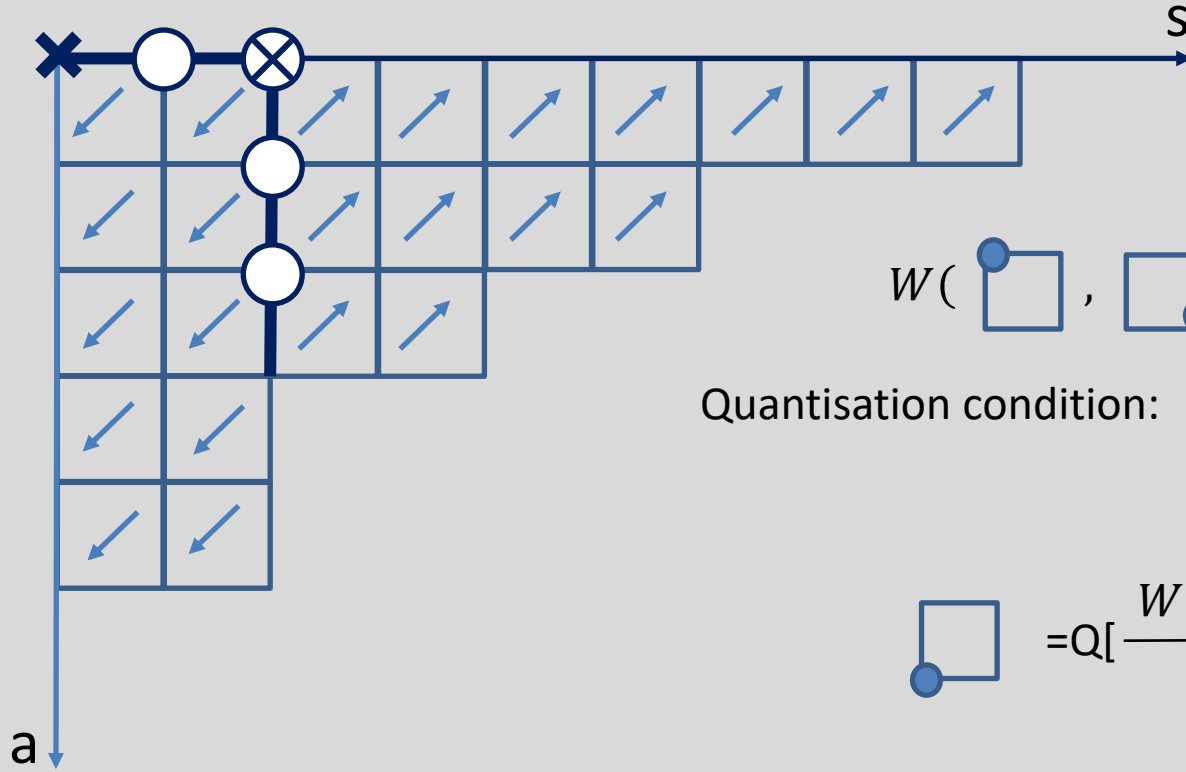 s
W( ,
Quantisation condition:
W
=Q[
a